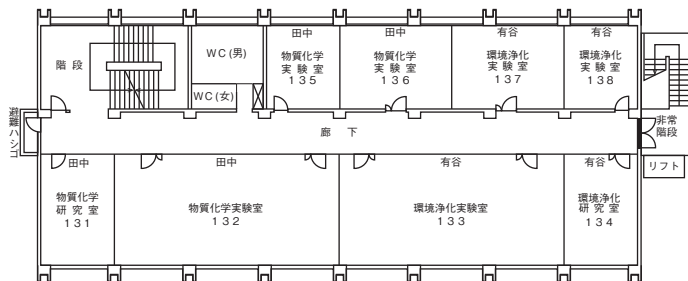 田中
田中
有谷
有谷
階段
WC(男)
WC(女)
物質化学
実験室
135
物質化学
実験室
136
環境浄化
実験室
137
環境浄化
実験室
138
避難ハシゴ
廊下
非常
階段
リフト
田中
田中
有谷
有谷
物質化学
研究室
131
物質化学実験室
132
環境浄化実験室
133
環境浄化
研究室
134